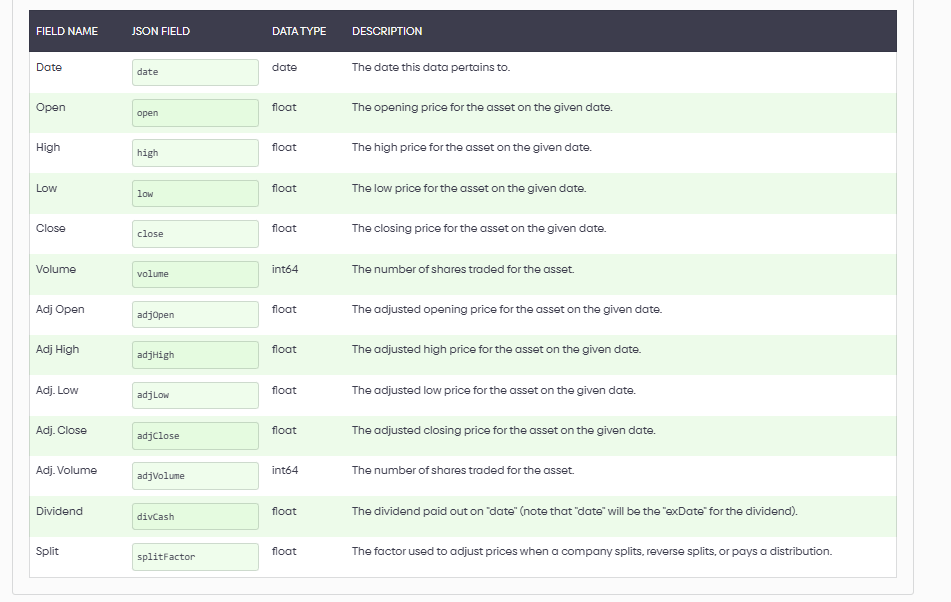 FIELD NAME JSON FIELD DATA TYPE DESCRIPTION
Date date date The date this data pertains to.
Open open float The opening price for the asset on the given date.
High high float The high price for the asset on the given date.
Low low float The low price for the asset on the given date.
Close close float The closing price for the asset on the given date.
Volume volume int64 The number of shares traded for the asset.
Adj Open adjOpen float The adjusted opening price for the asset on the given date.
Adj High adjHigh float The adjusted high price for the asset on the given date.
Adj. Low adjLow float The adjusted low price for the asset on the given date.
Adj. Close adjClose float The adjusted closing price for the asset on the given date.
Adj. Volume adjVolume int64 The number of shares traded for the asset.
Dividend divCash float The dividend paid out on "date" (note that "date" will be the "exDate" for the dividend).
Split splitFactor float The factor used to adjust prices when a company splits, reverse splits, or pays a distribution.